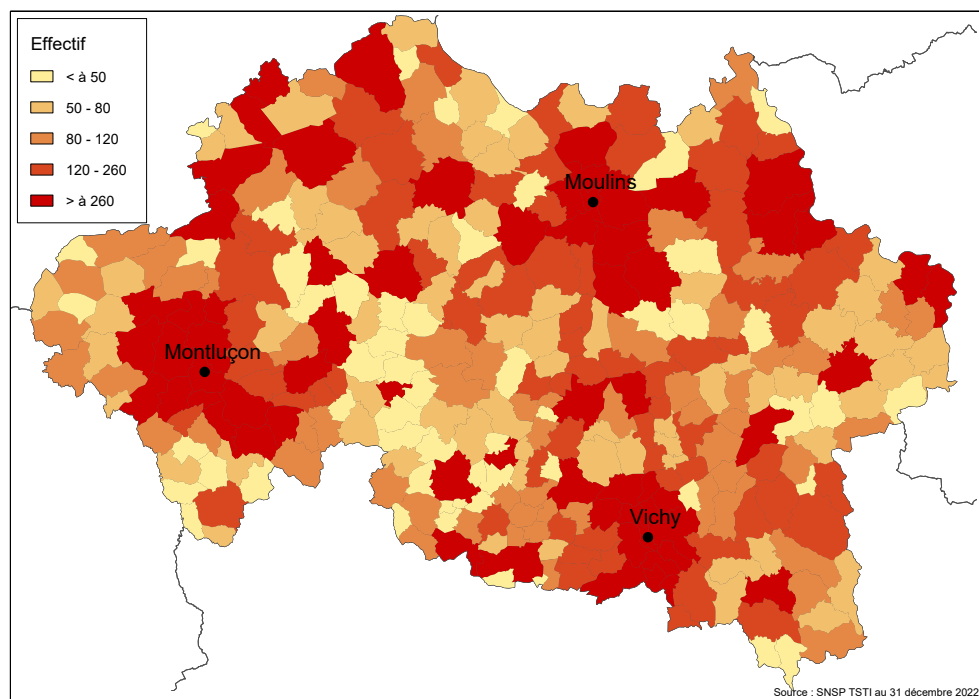 Effectif
< à 50
50 - 80
80 - 120
120 - 260
> à 260
Moulins
Montluçon
Vichy
Source : SNSP TSTI au 31 décembre 2022